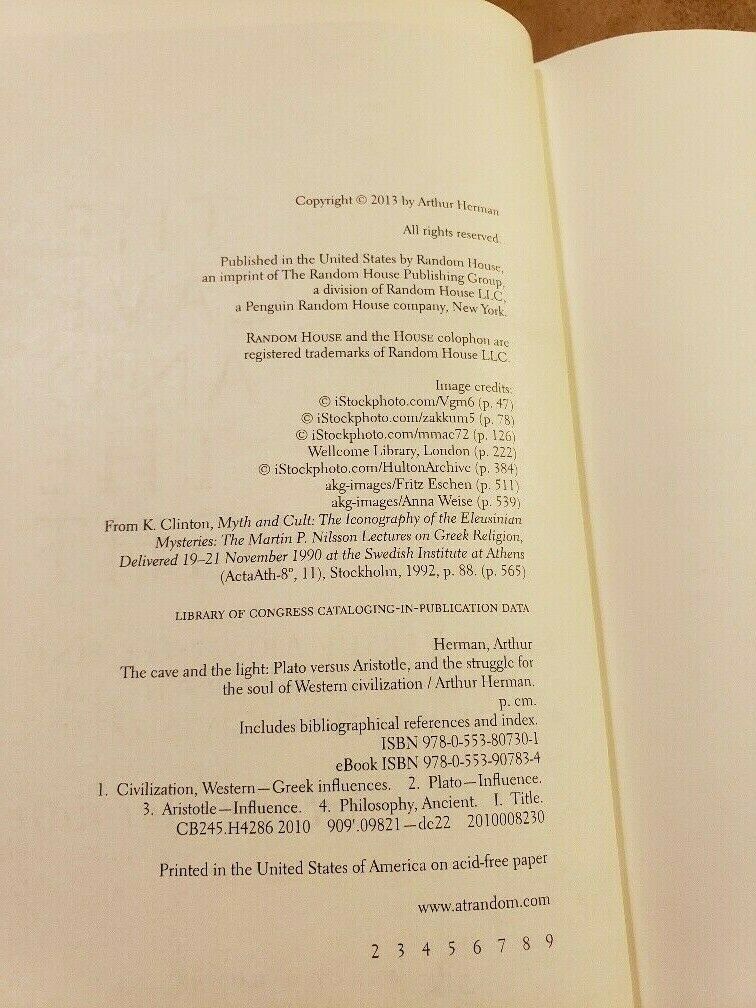 Copyright © 2013 by Arthur Herman
All rights reserved.
Published in the United States by Random House,
an imprint of The Random House Publishing Group,
a division of Random House LLC,
a Penguin Random House company, New York.
RANDOM HOUSE and the HOUSE colophon are
registered trademarks of Random House LLC.
Image credits:
© iStockphoto.com/Vgm6 (p. 47)
© iStockphoto.com/zakkum5 (p. 78)
© iStockphoto.com/mmac72 (p. 126)
Wellcome Library, London (p. 222)
© iStockphoto.com/HultonArchive (p. 384)
akg-images/Fritz Eschen (p. 511)
akg-images/Anna Weise (p. 539)
From K. Clinton, Myth and Cult: The Iconography of the Eleusinian
Mysteries: The Martin P. Nilsson Lectures on Greek Religion,
Delivered 19–21 November 1990 at the Swedish Institute at Athens
(ActaAth-8°, 11), Stockholm, 1992, p. 88. (p. 565)
LIBRARY OF CONGRESS CATALOGING-IN-PUBLICATION DATA
Herman, Arthur
The cave and the light: Plato versus Aristotle, and the struggle for
the soul of Western civilization / Arthur Herman.
p. cm.
Includes bibliographical references and index.
ISBN 978-0-553-80730-1
eBook ISBN 978-0-553-90783-4
1. Civilization, Western—Greek influences. 2. Plato—Influence.
3. Aristotle—Influence. 4. Philosophy, Ancient. I. Title.
CB245.H4286 2010 909'.09821—dc22 2010008230
Printed in the United States of America on acid-free paper
www.atrandom.com
2 3 4 5 6 7 8 9